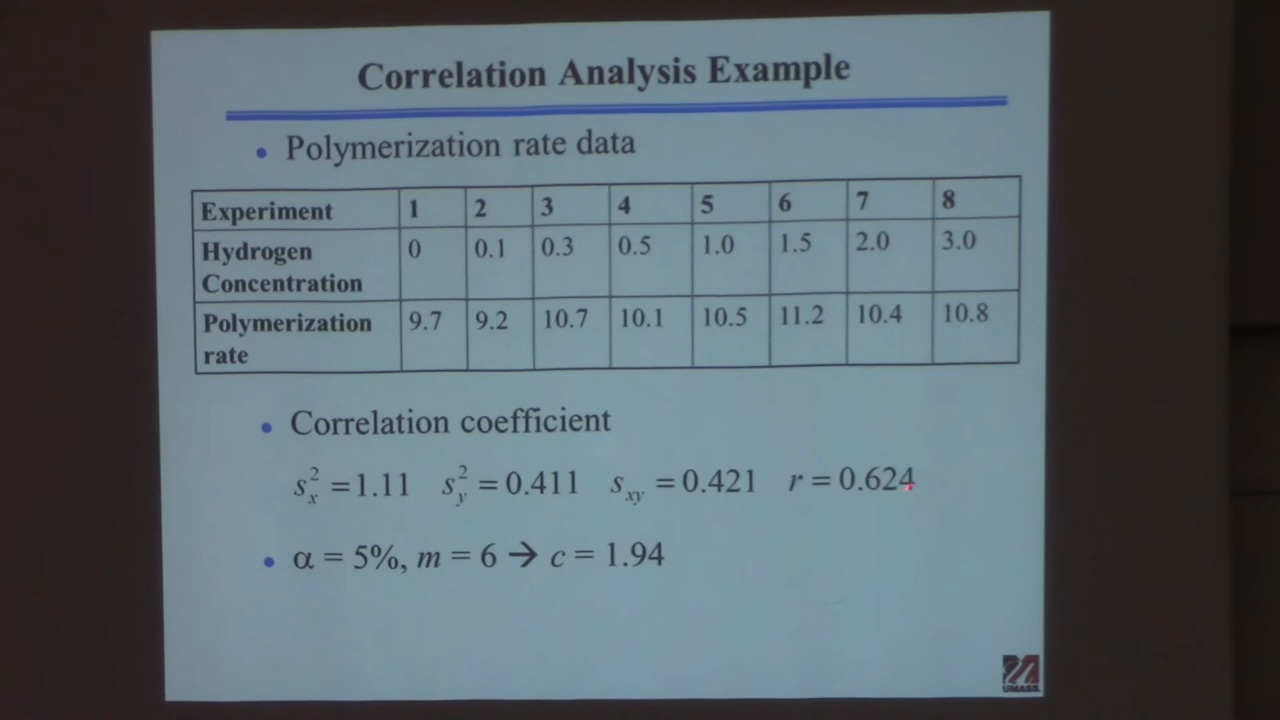 Correlation Analysis Example
• Polymerization rate data
Experiment 1 2 3 4 5 6 7 8
Hydrogen Concentration 0 0.1 0.3 0.5 1.0 1.5 2.0 3.0
Polymerization rate 9.7 9.2 10.7 10.1 10.5 11.2 10.4 10.8
• Correlation coefficient
s_x^2 = 1.11 s_y^2 = 0.411 s_xy = 0.421 r = 0.624
• α = 5%, m = 6 → c = 1.94
UMASS